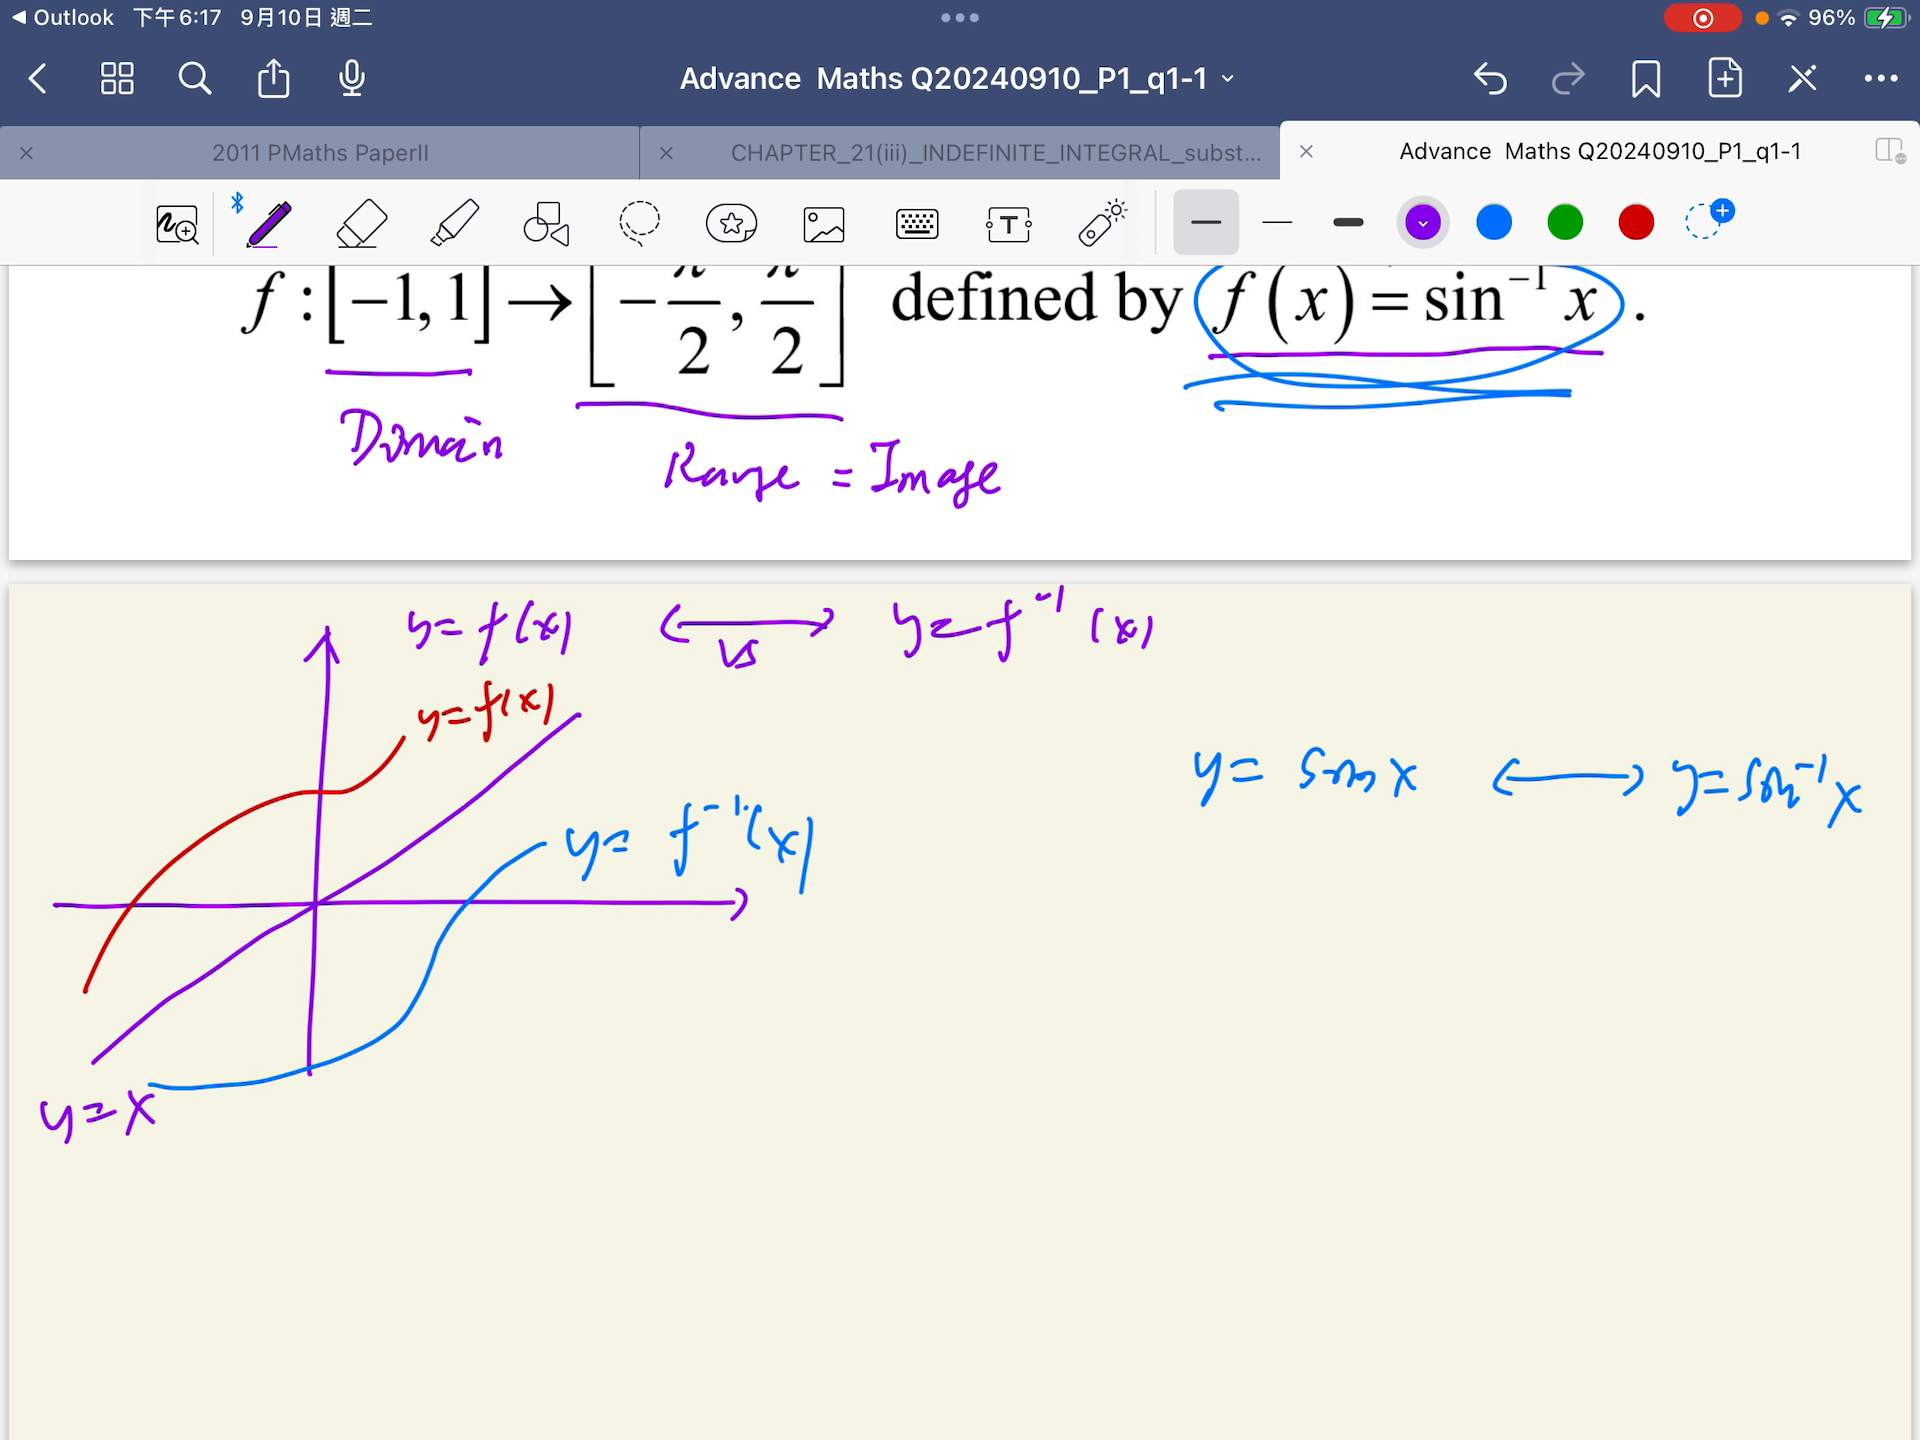 Outlook 下午6:17 9月10日 週二 96%
Advance Maths Q20240910_P1_q1-1
2011 PMaths PaperII
CHAPTER_21(iii)_INDEFINITE_INTEGRAL_subst...
Advance Maths Q20240910_P1_q1-1
f : [−1, 1] → [−π/2, π/2] defined by f(x) = sin⁻¹ x .
Domain
Range = Image
y = f(x) ⟷ y = f⁻¹(x)
vs
y = f(x)
y = sin x ⟷ y = sin⁻¹ x
y = f⁻¹(x)
y = x